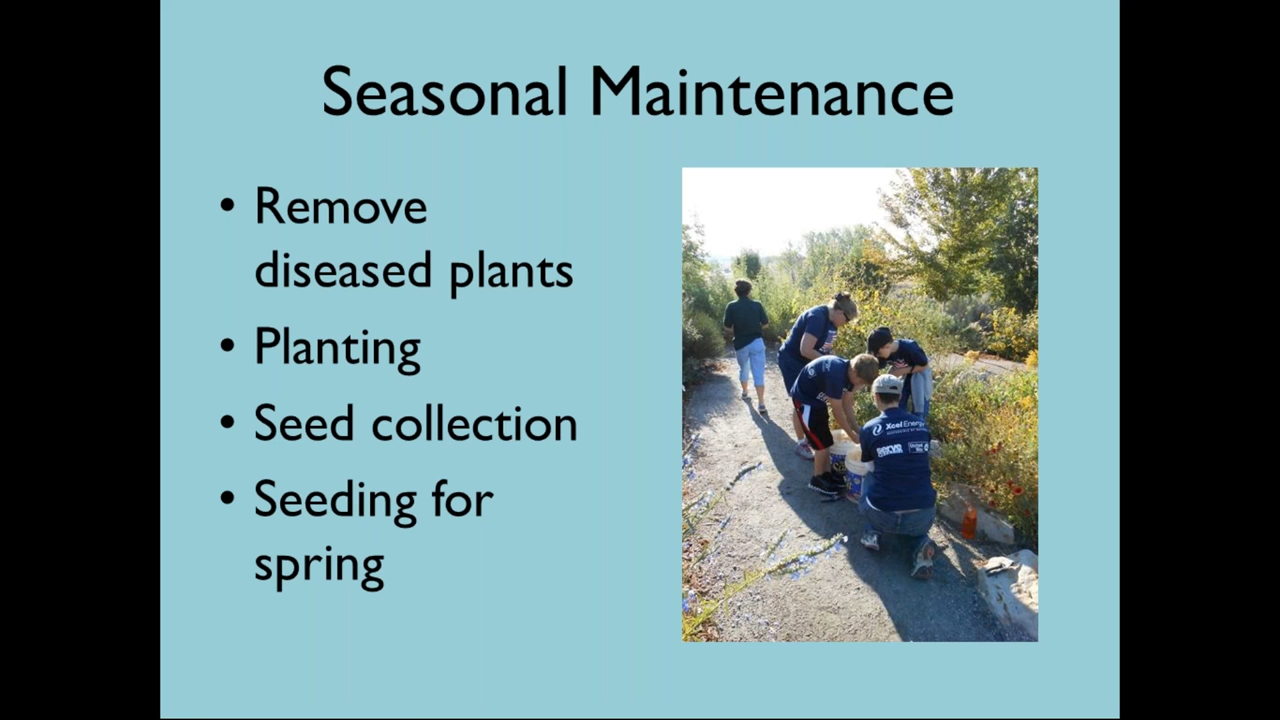 Seasonal Maintenance
• Remove
diseased plants
• Planting
• Seed collection
• Seeding for
spring
Xcel Energy